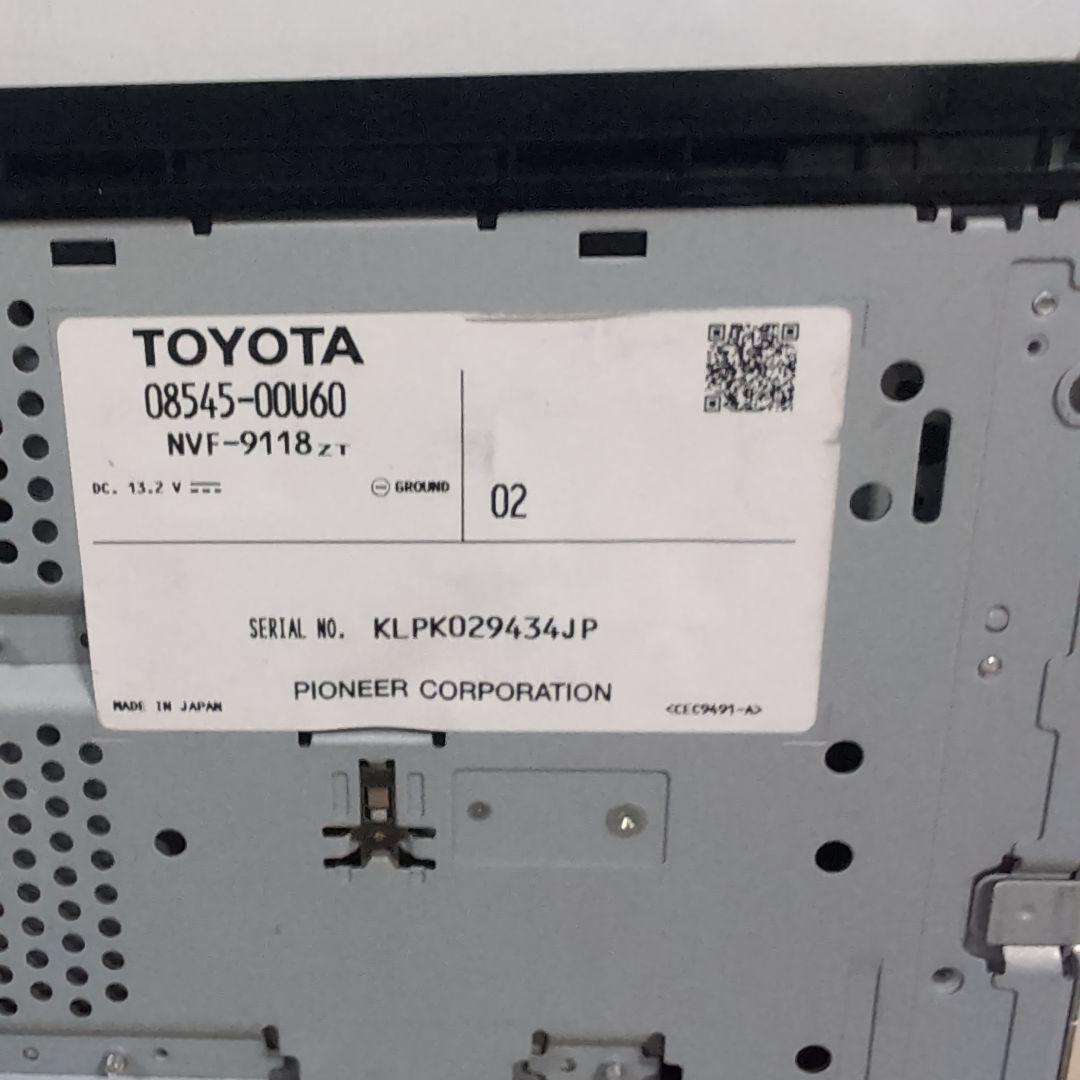 TOYOTA
08545-00U60
NVF-9118ZT
DC. 13.2 V
GROUND
02
SERIAL NO. KLPK029434JP
PIONEER CORPORATION
MADE IN JAPAN
<CEC9491-A>